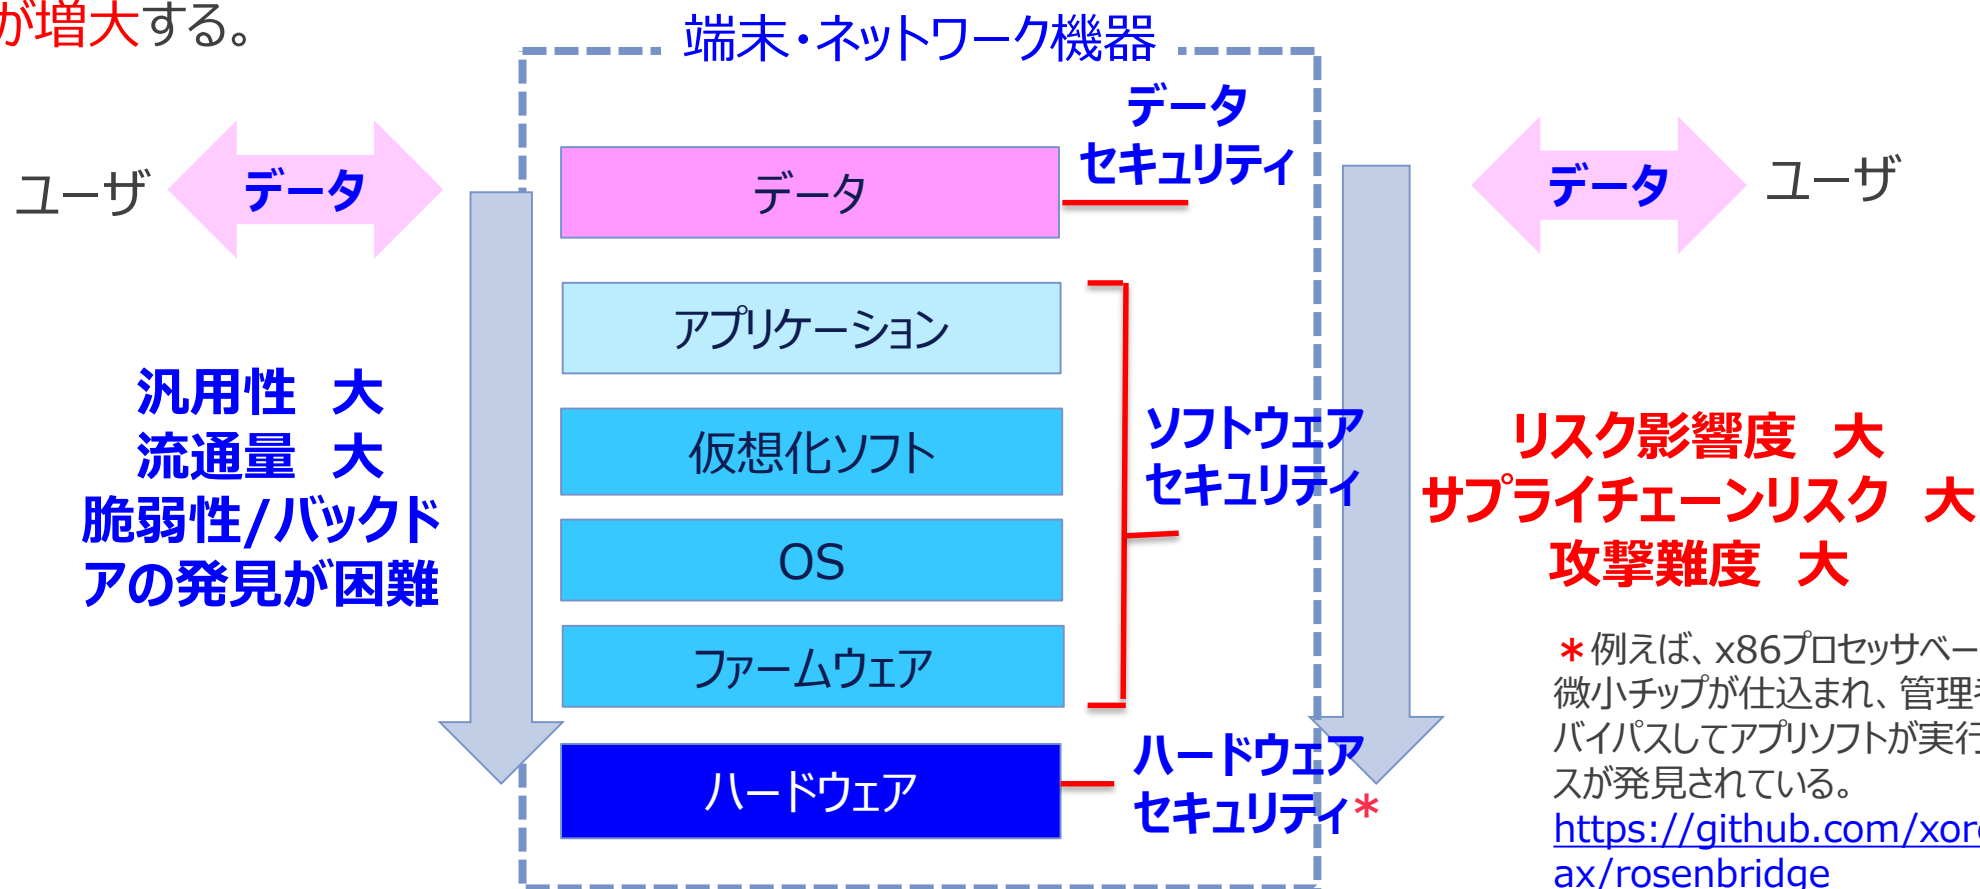 が増大する。
端末・ネットワーク機器
データ
セキュリティ
ユーザ
データ
データ
データ
ユーザ
アプリケーション
汎用性 大
流通量 大
脆弱性/バックド
アの発見が困難
仮想化ソフト
ソフトウェア
セキュリティ
リスク影響度 大
サプライチェーンリスク 大
攻撃難度 大
OS
ファームウェア
ハードウェア
ハードウェア
セキュリティ*
*例えば、x86プロセッサベー
微小チップが仕込まれ、管理
バイパスしてアプリソフトが実行
スが発見されている。
https://github.com/xor
ax/rosenbridge